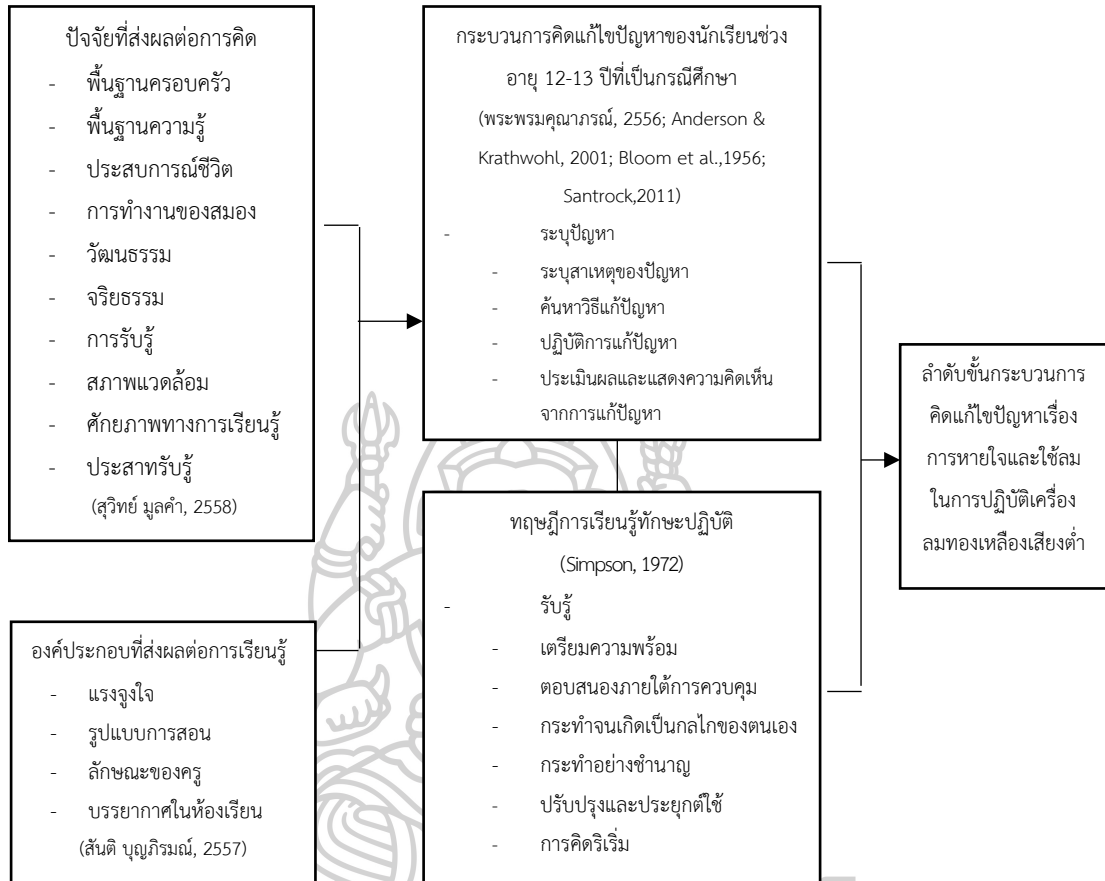 ปัจจัยที่ส่งผลต่อการคิด
- พื้นฐานครอบครัว
- พื้นฐานความรู้
- ประสบการณ์ชีวิต
- การทำงานของสมอง
- วัฒนธรรม
- จริยธรรม
- การรับรู้
- สภาพแวดล้อม
- ศักยภาพทางการเรียนรู้
- ประสาทรับรู้
(สุวิทย์ มูลคำ, 2558)
องค์ประกอบที่ส่งผลต่อการเรียนรู้
- แรงจูงใจ
- รูปแบบการสอน
- ลักษณะของครู
- บรรยากาศในห้องเรียน
(สันติ บุญภิรมณ์, 2557)
กระบวนการคิดแก้ไขปัญหาของนักเรียนช่วง
อายุ 12-13 ปีที่เป็นกรณีศึกษา
(พระพรมคุณาภรณ์, 2556; Anderson &
Krathwohl, 2001; Bloom et al.,1956;
Santrock,2011)
- ระบุปัญหา
- ระบุสาเหตุของปัญหา
- ค้นหาวิธีแก้ปัญหา
- ปฏิบัติการแก้ปัญหา
- ประเมินผลและแสดงความคิดเห็น
จากการแก้ปัญหา
ทฤษฎีการเรียนรู้ทักษะปฏิบัติ
(Simpson, 1972)
- รับรู้
- เตรียมความพร้อม
- ตอบสนองภายใต้การควบคุม
- กระทำจนเกิดเป็นกลไกของตนเอง
- กระทำอย่างชำนาญ
- ปรับปรุงและประยุกต์ใช้
- การคิดริเริ่ม
ลำดับขั้นกระบวนการ
คิดแก้ไขปัญหาเรื่อง
การหายใจและใช้ลม
ในการปฏิบัติเครื่อง
ลมทองเหลืองเสียงต่ำ